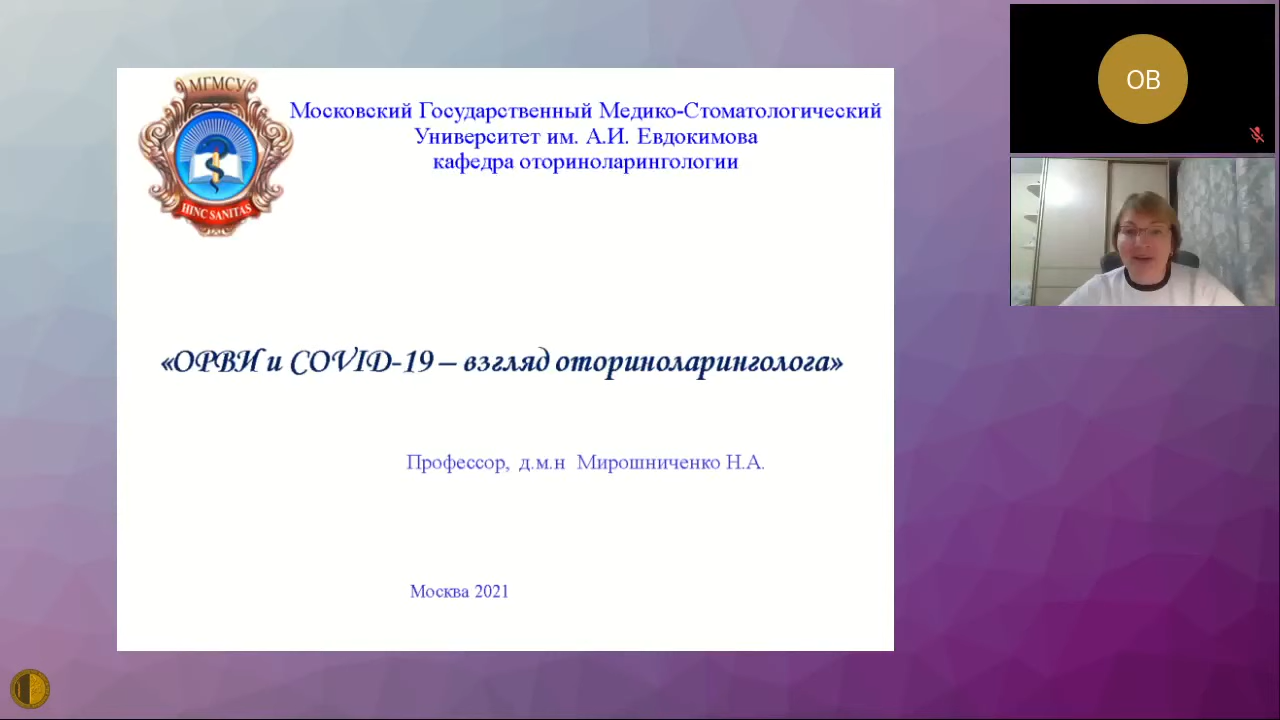 МГМСУ
HINC SANITAS
Московский Государственный Медико-Стоматологический
Университет им. А.И. Евдокимова
кафедра оториноларингологии
«ОРВИ и COVID-19 – взгляд оториноларинголога»
Профессор, д.м.н Мирошниченко Н.А.
Москва 2021
ОВ